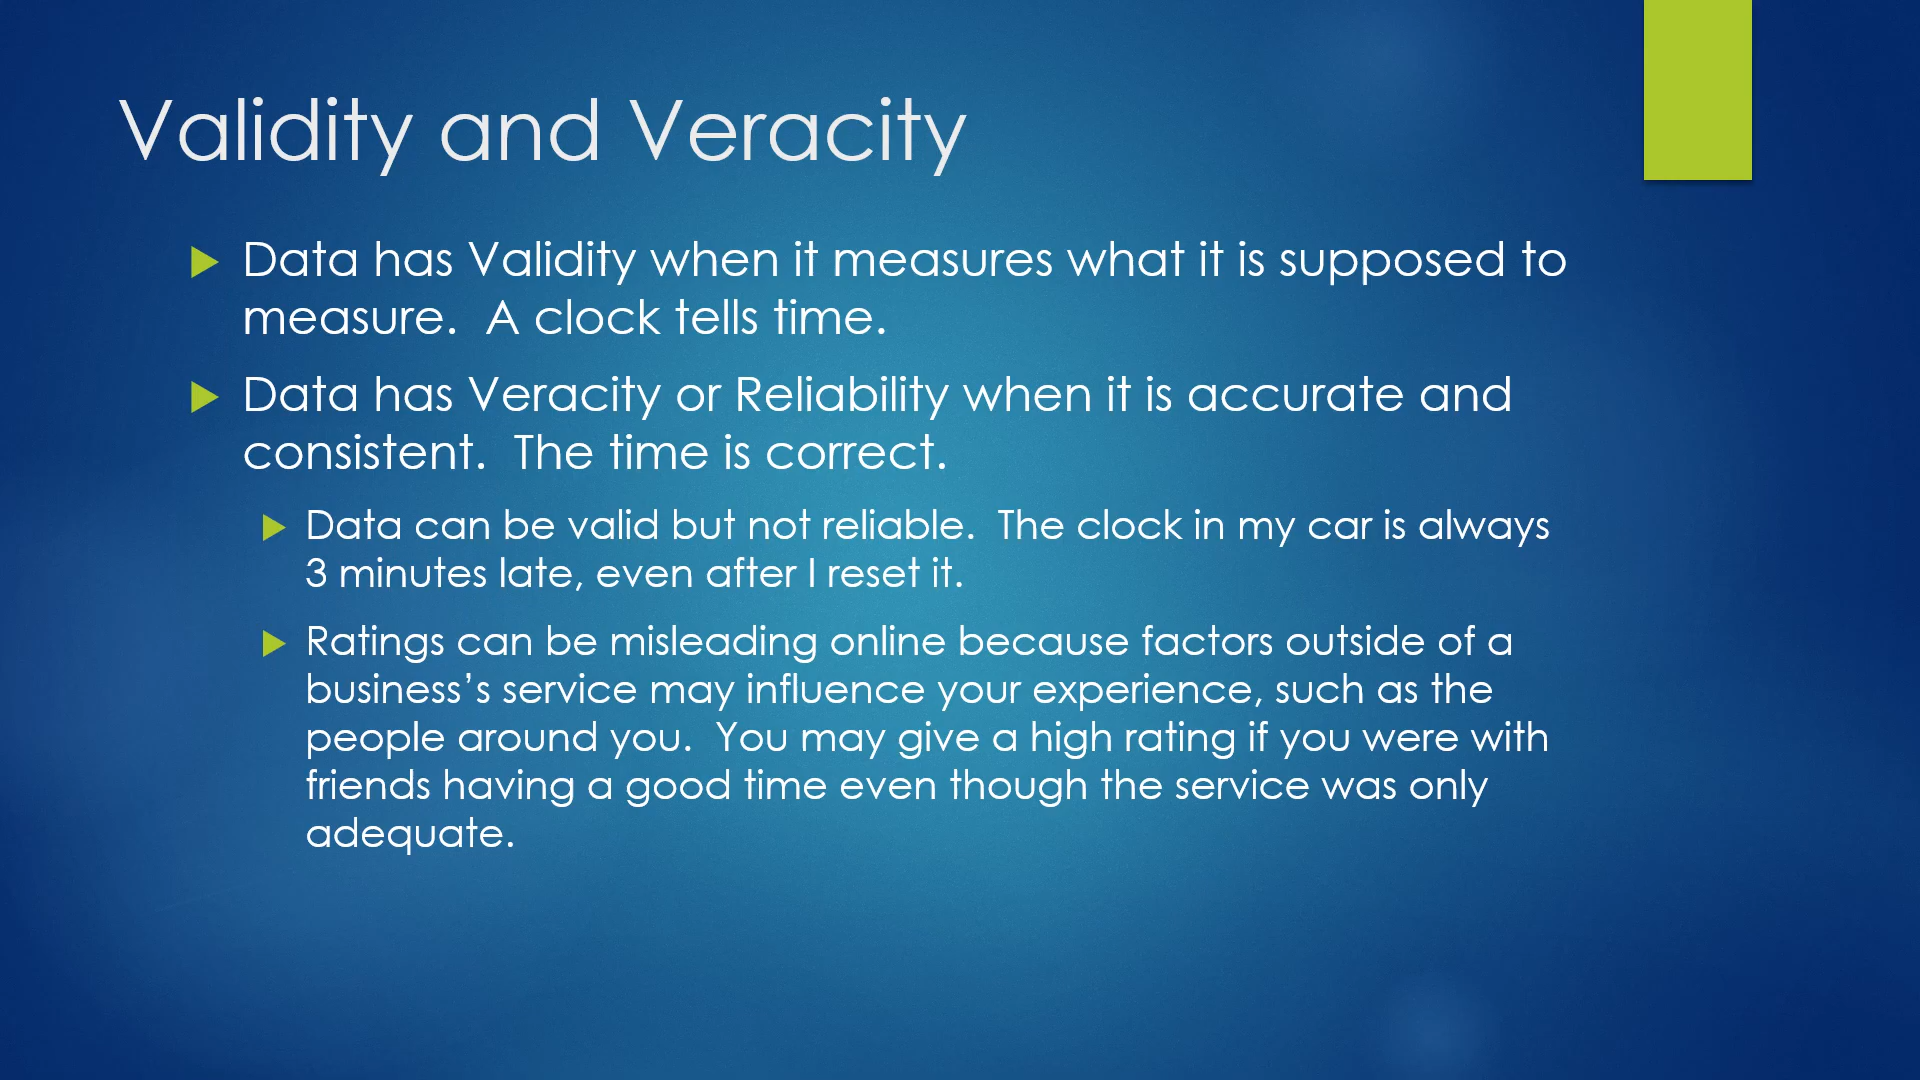 Validity and Veracity
Data has Validity when it measures what it is supposed to
measure.  A clock tells time.
Data has Veracity or Reliability when it is accurate and
consistent.  The time is correct.
Data can be valid but not reliable.  The clock in my car is always
3 minutes late, even after I reset it.
Ratings can be misleading online because factors outside of a
business’s service may influence your experience, such as the
people around you.  You may give a high rating if you were with
friends having a good time even though the service was only
adequate.